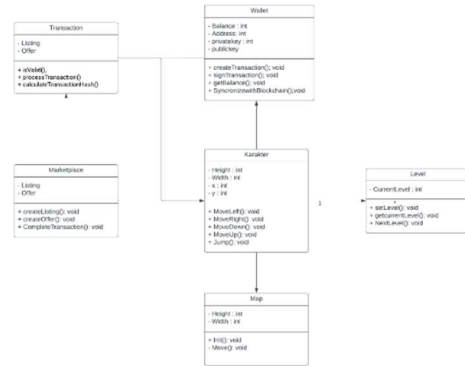 Transaction
- Listing
- Offer
+ isValid(),
+ processTransaction()
+ calculateTransactionHash()
Wallet
- Balance : int
- Address: int
- privatekey : int
- publickey
+ createTransaction(); void
+ signTransaction(); void
+ getBalance(); void
+ SyncronizewithBlockchain();void
Marketplace
- Listing
- Offer
+ createListing(); void
+ createOffer(): void
+ CompleteTransaction(): void
Karakter
- Height : int
- Width : int
- x : int
- y : int
+ MoveLeft(); void
+ MoveRight(); void
+ MoveDown(); void
+ MoveUp(); void
+ Jump(); void
1
Level
- CurrentLevel : int
+ setLevel(); void
+ getcurrentLevel(); void
+ NextLevel(); void
Map
- Height : int
- Width : int
+ Init(); void
- Move(); void